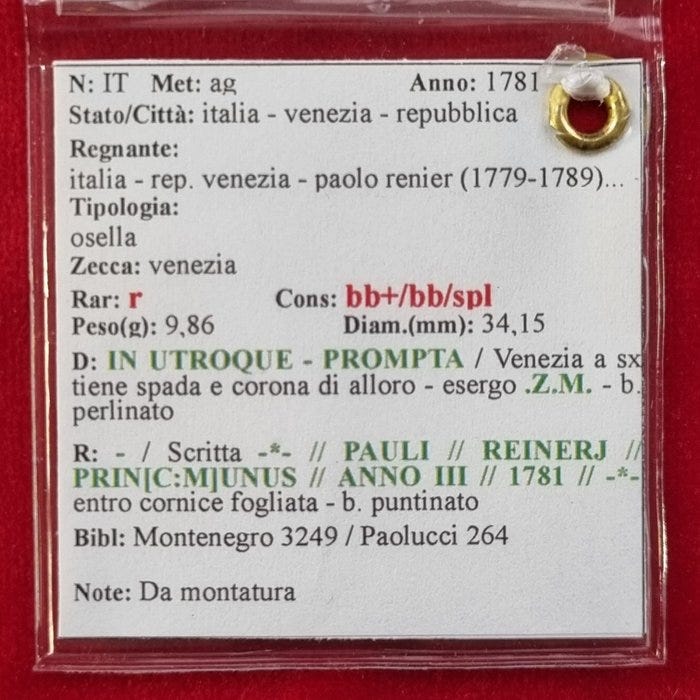 N: IT Met: ag Anno: 1781
Stato/Città: italia - venezia - repubblica
Regnante:
italia - rep. venezia - paolo renier (1779-1789)...
Tipologia:
osella
Zecca: venezia
Rar: r Cons: bb+/bb/spl
Peso(g): 9,86 Diam.(mm): 34,15
D: IN UTROQUE - PROMPTA / Venezia a sx
tiene spada e corona di alloro - esergo .Z.M. - b.
perlinato
R: - / Scritta -*- // PAULI // REINERJ //
PRIN[C:M]UNUS // ANNO III // 1781 // -*-
entro cornice fogliata - b. puntinato
Bibl: Montenegro 3249 / Paolucci 264
Note: Da montatura